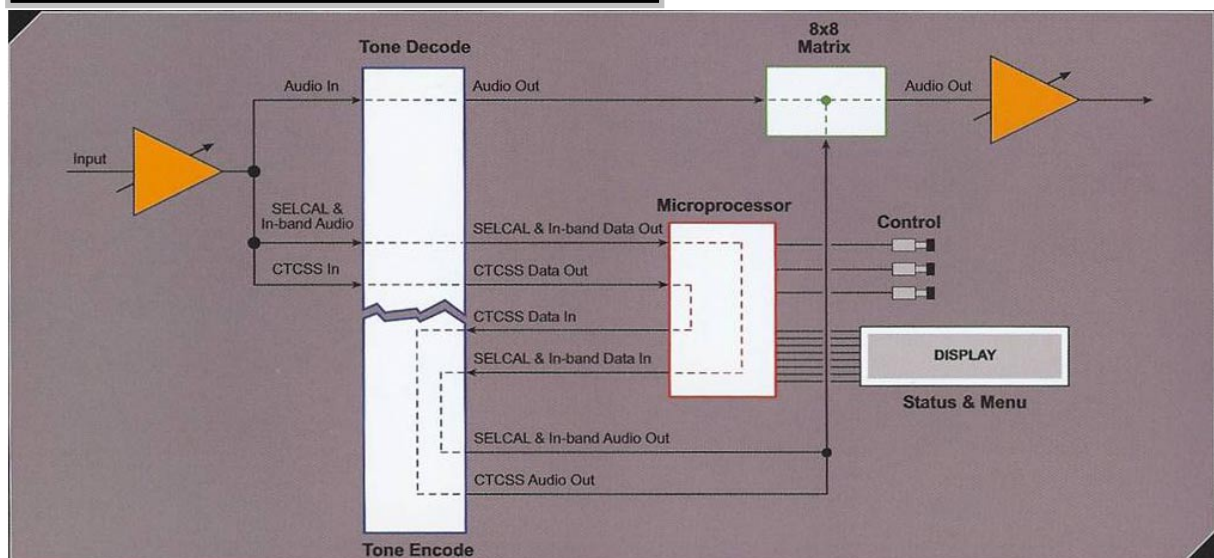 Tone Decode
8x8
Matrix
Audio In
Audio Out
Audio Out
Input
SELCAL &
In-band Audio
SELCAL & In-band Data Out
Microprocessor
Control
CTCSS In
CTCSS Data Out
CTCSS Data In
SELCAL & In-band Data In
DISPLAY
Status & Menu
SELCAL & In-band Audio Out
CTCSS Audio Out
Tone Encode